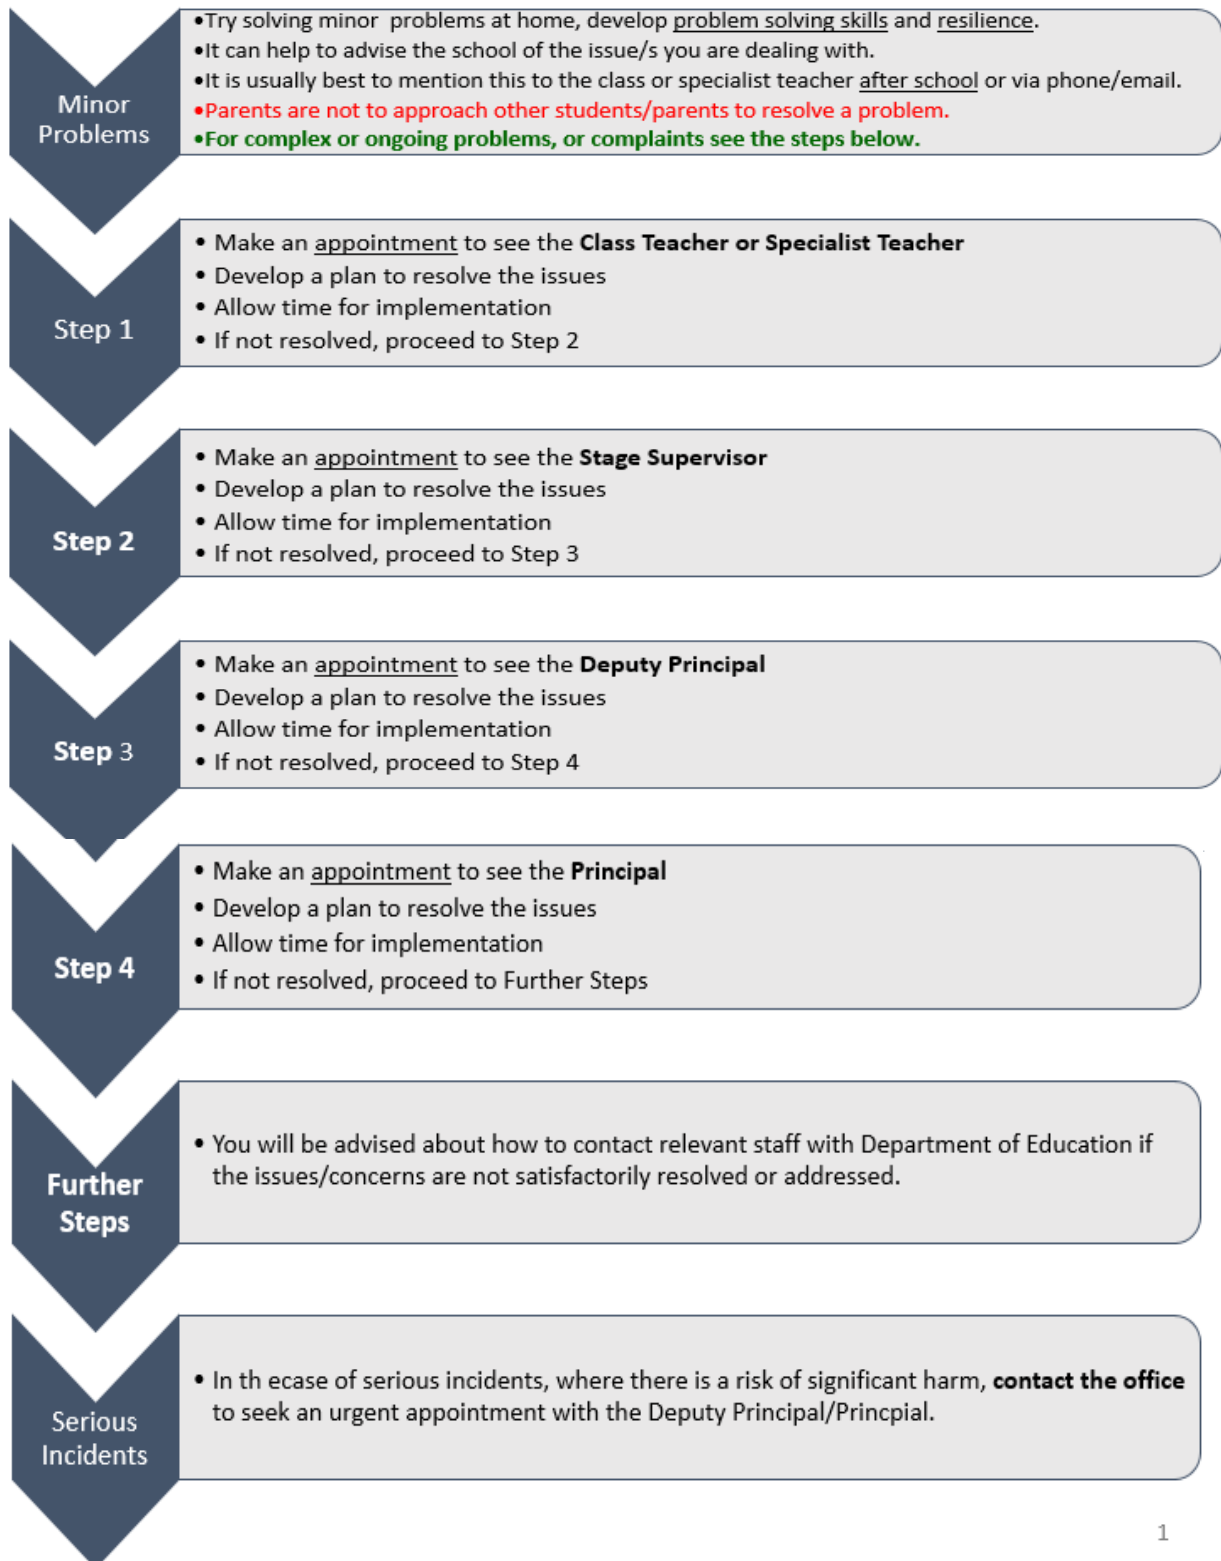 Minor
Problems
•Try solving minor  problems at home, develop problem solving skills and resilience.
•It can help to advise the school of the issue/s you are dealing with.
•It is usually best to mention this to the class or specialist teacher after school or via phone/email.
•Parents are not to approach other students/parents to resolve a problem.
•For complex or ongoing problems, or complaints see the steps below.
Step 1
• Make an appointment to see the Class Teacher or Specialist Teacher
• Develop a plan to resolve the issues
• Allow time for implementation
• If not resolved, proceed to Step 2
Step 2
• Make an appointment to see the Stage Supervisor
• Develop a plan to resolve the issues
• Allow time for implementation
• If not resolved, proceed to Step 3
Step 3
• Make an appointment to see the Deputy Principal
• Develop a plan to resolve the issues
• Allow time for implementation
• If not resolved, proceed to Step 4
Step 4
• Make an appointment to see the Principal
• Develop a plan to resolve the issues
• Allow time for implementation
• If not resolved, proceed to Further Steps
Further
Steps
• You will be advised about how to contact relevant staff with Department of Education if
the issues/concerns are not satisfactorily resolved or addressed.
Serious
Incidents
• In th ecase of serious incidents, where there is a risk of significant harm, contact the office
to seek an urgent appointment with the Deputy Principal/Princpial.
1